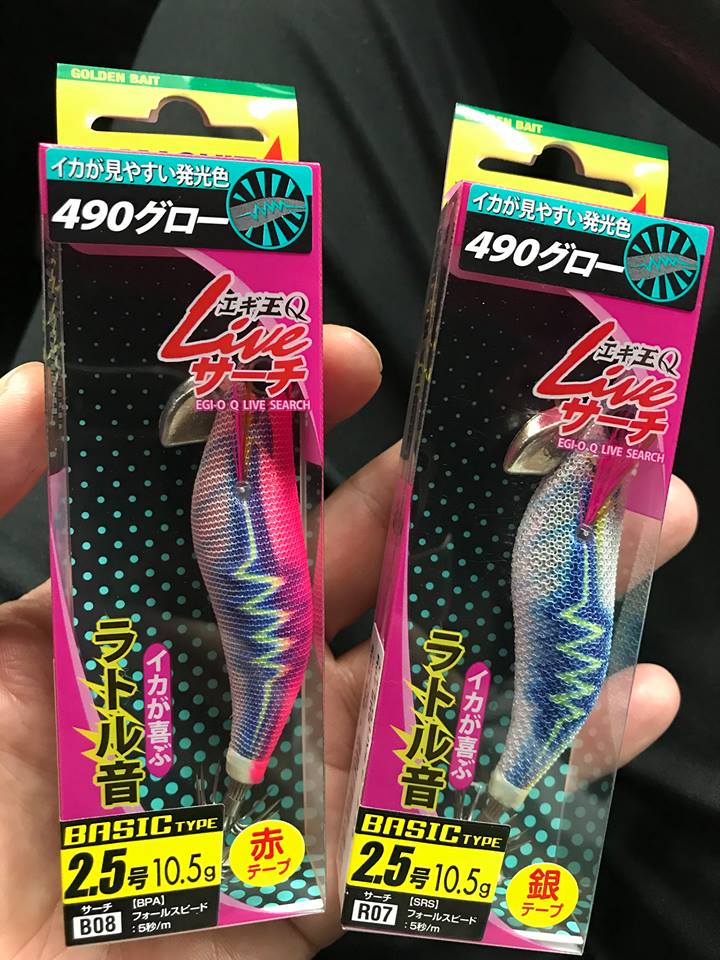 GOLDEN BAIT
イカが見やすい発光色
490グロー
エギ王Q
Live
サーチ
EGI-O Q LIVE SEARCH
イカが喜ぶ
ラトル音
BASIC TYPE
2.5号 10.5g
サーチ
B08
【BPA】
フォールスピード
:5秒/m
赤
テープ
GOLDEN BAIT
イカが見やすい発光色
490グロー
エギ王Q
Live
サーチ
EGI-O Q LIVE SEARCH
イカが喜ぶ
ラトル音
BASIC TYPE
2.5号 10.5g
サーチ
R07
【SRS】
フォールスピード
:5秒/m
銀
テープ